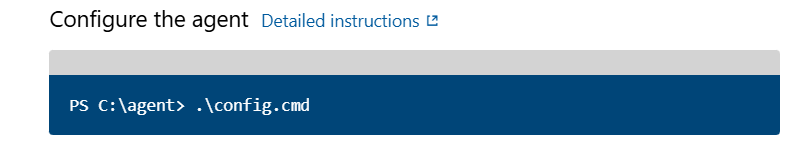 Configure the agent Detailed instructions
PS C:\agent> .\config.cmd